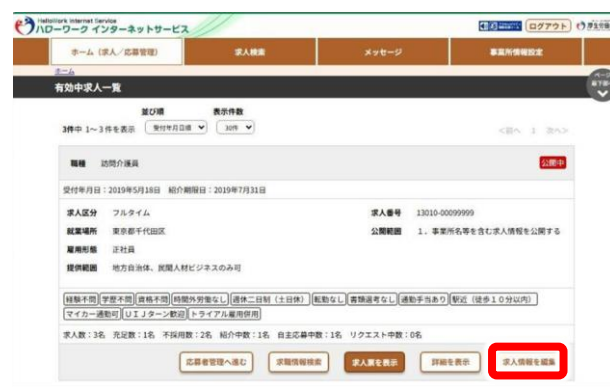 HelloWork Internet Service
ハローワーク インターネットサービス
ログアウト
ホーム(求人/応募管理) 求人検索 メッセージ 事業所情報設定
ホーム
有効中求人一覧
並び順 表示件数
3件中 1~3 件を表示 受付年月日順 30件 <前へ 1 次へ>
職種 訪問介護員 公開中
受付年月日:2019年5月18日 紹介期限日:2019年7月31日
求人区分 フルタイム 求人番号 13010-00099999
就業場所 東京都千代田区 公開範囲 1.事業所名等を含む求人情報を公開する
雇用形態 正社員
提供範囲 地方自治体、民間人材ビジネスのみ可
経験不問 学歴不問 資格不問 時間外労働なし 週休二日制(土日休) 転勤なし 書類選考なし 通勤手当あり 駅近(徒歩10分以内)
マイカー通勤可 UIJターン歓迎 トライアル雇用併用
求人数:3名 充足数:1名 不採用数:2名 紹介中数:1名 自主応募中数:1名 リクエスト中数:0名
応募者管理へ進む 求職情報検索 求人票を表示 詳細を表示 求人情報を編集